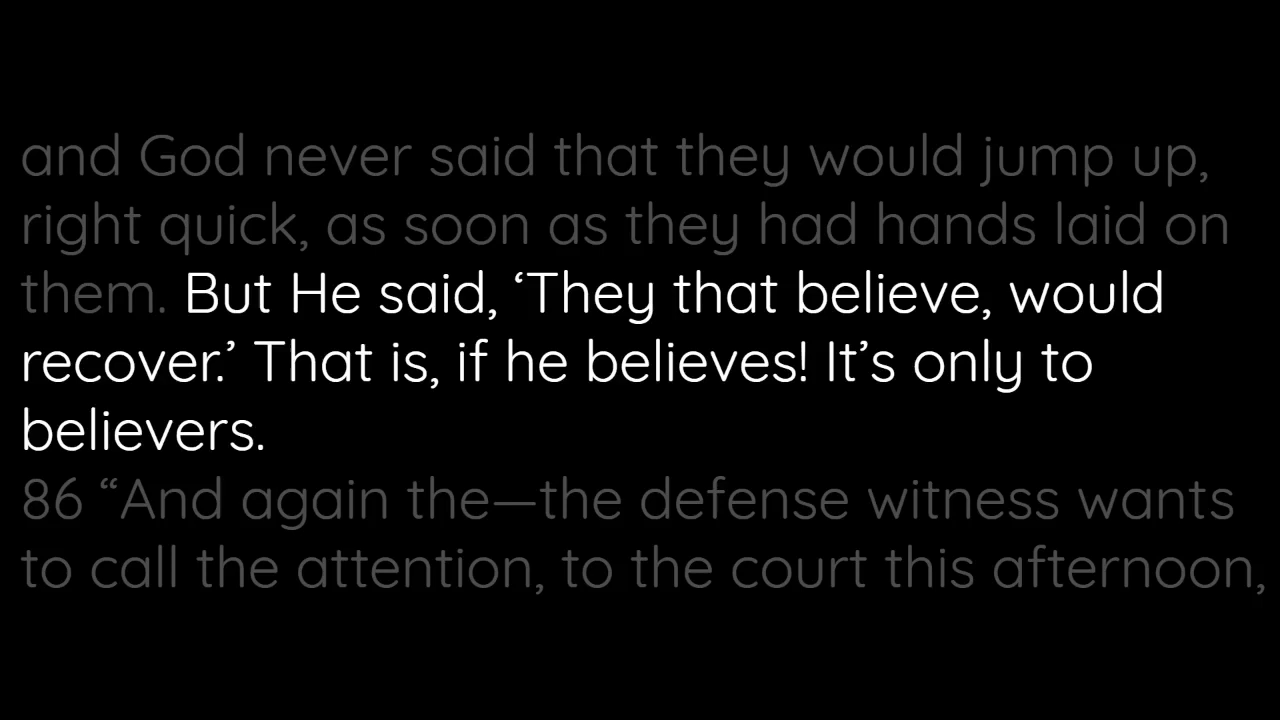 and God never said that they would jump up,
right quick, as soon as they had hands laid on
them. But He said, ‘They that believe, would
recover.’ That is, if he believes! It’s only to
believers.
86 “And again the—the defense witness wants
to call the attention, to the court this afternoon,